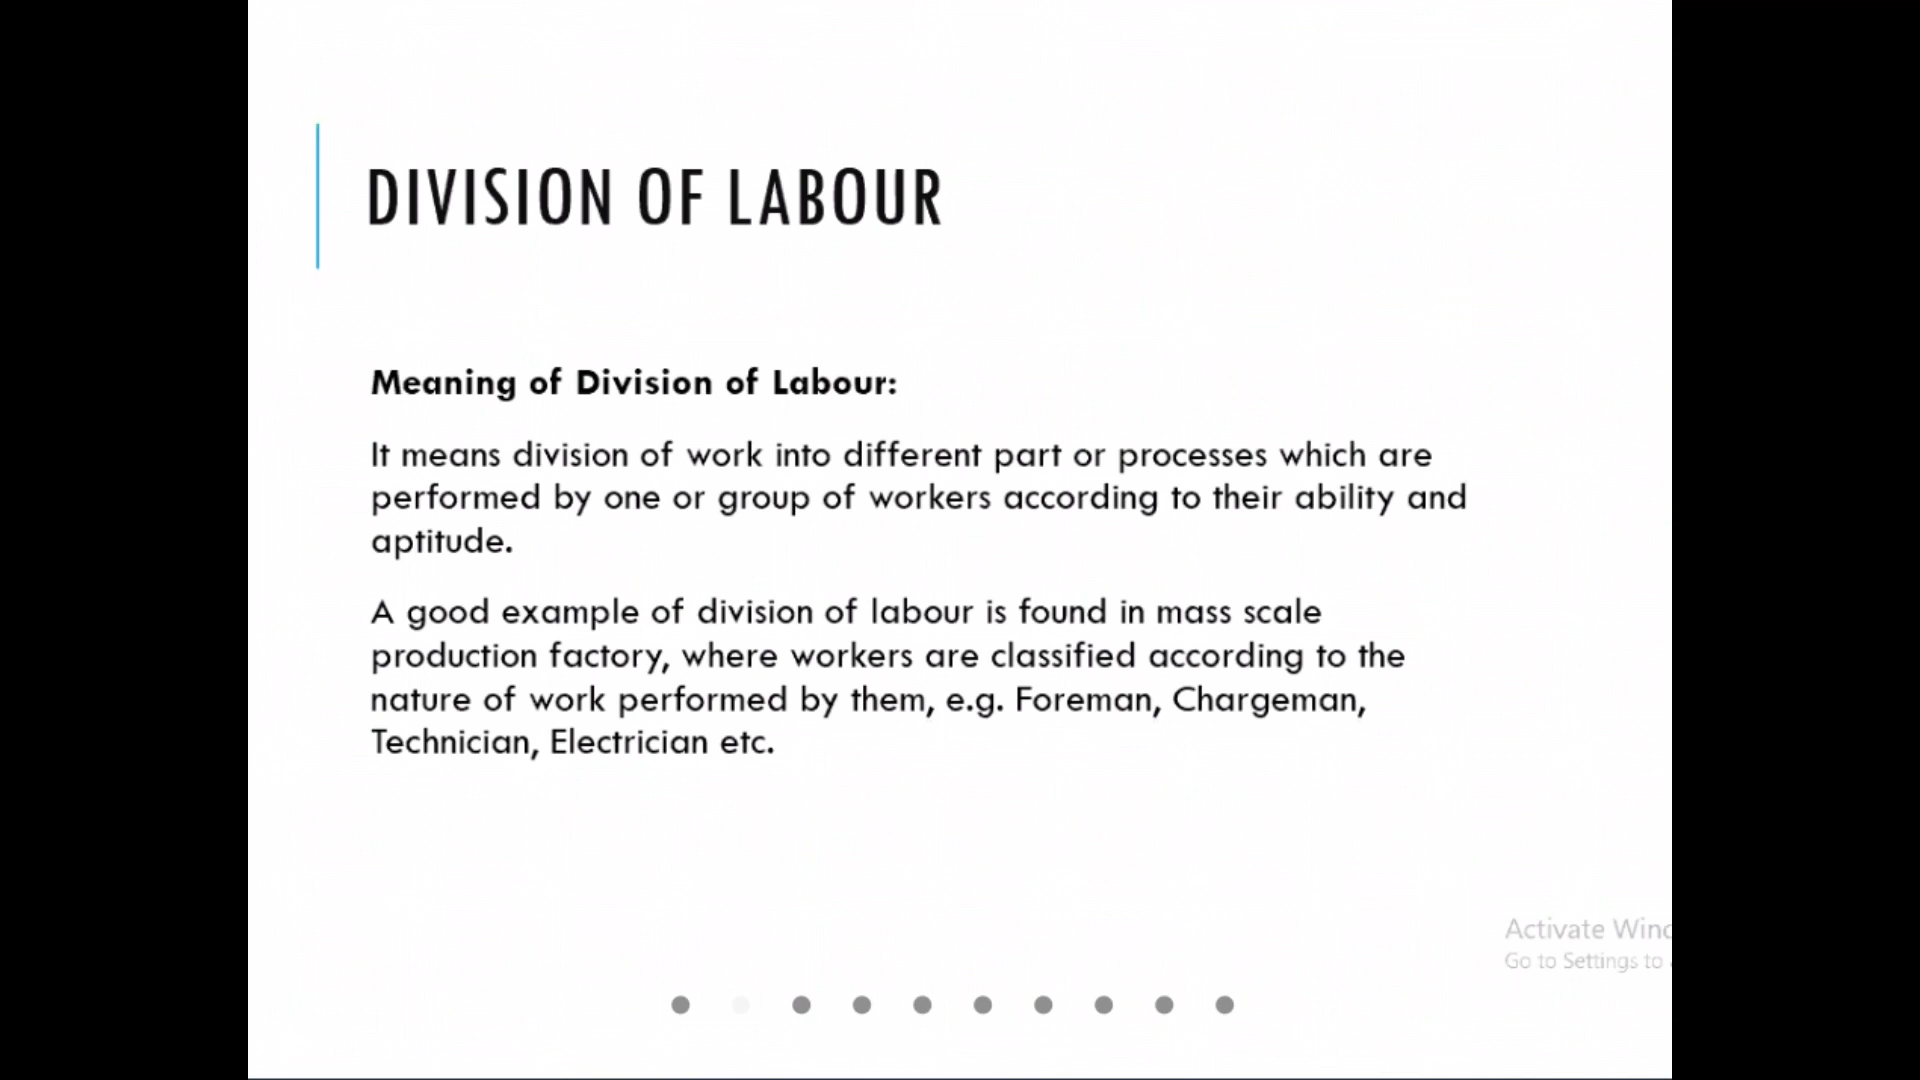 DIVISION OF LABOUR
Meaning of Division of Labour:
It means division of work into different part or processes which are
performed by one or group of workers according to their ability and
aptitude.
A good example of division of labour is found in mass scale
production factory, where workers are classified according to the
nature of work performed by them, e.g. Foreman, Chargeman,
Technician, Electrician etc.
Activate Wind
Go to Settings to